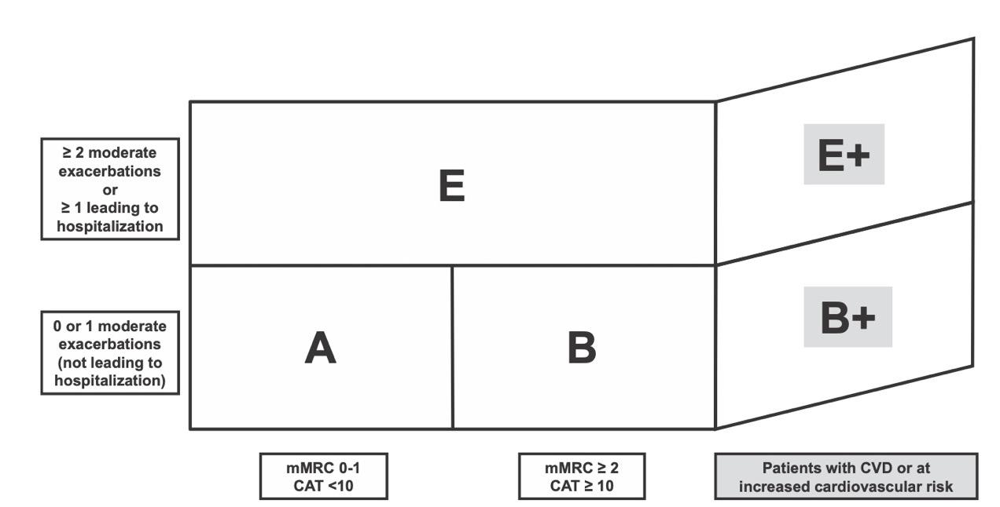 E+
≥ 2 moderate
exacerbations
or
≥ 1 leading to
hospitalization
E
B+
0 or 1 moderate
exacerbations
(not leading to
hospitalization)
A
B
mMRC 0-1
CAT <10
mMRC ≥ 2
CAT ≥ 10
Patients with CVD or at
increased cardiovascular risk